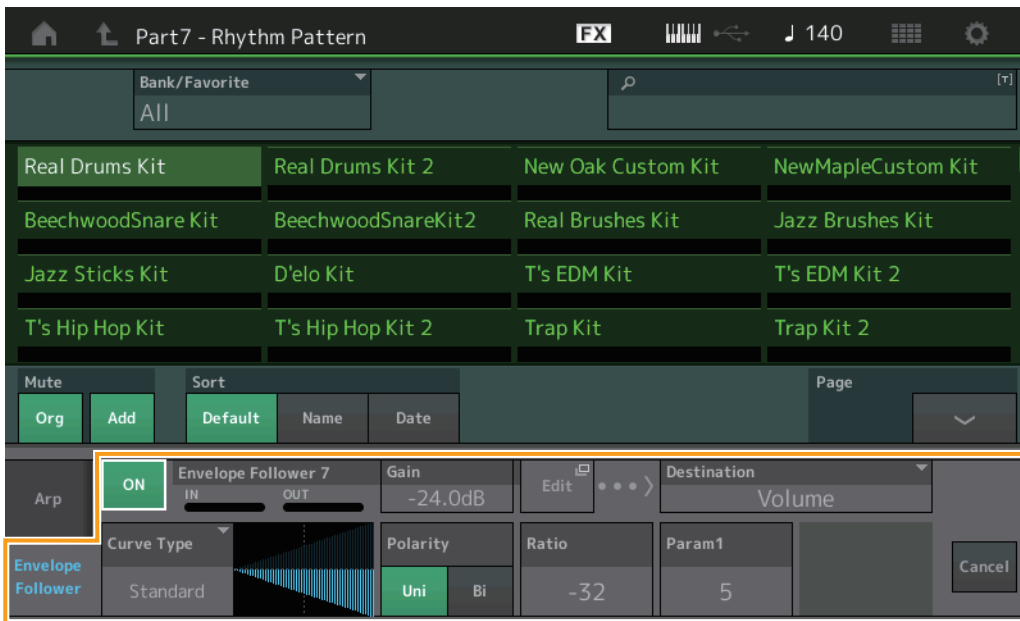 Part7 - Rhythm Pattern FX ♩ 140
Bank/Favorite
All
[T]
Real Drums Kit Real Drums Kit 2 New Oak Custom Kit NewMapleCustom Kit
BeechwoodSnare Kit BeechwoodSnareKit2 Real Brushes Kit Jazz Brushes Kit
Jazz Sticks Kit D'elo Kit T's EDM Kit T's EDM Kit 2
T's Hip Hop Kit T's Hip Hop Kit 2 Trap Kit Trap Kit 2
Mute Sort Page
Org Add Default Name Date
Arp
ON
Envelope Follower 7
IN OUT
Gain
-24.0dB
Edit
Destination
Volume
Envelope
Follower
Curve Type
Standard
Polarity
Uni Bi
Ratio
-32
Param1
5
Cancel